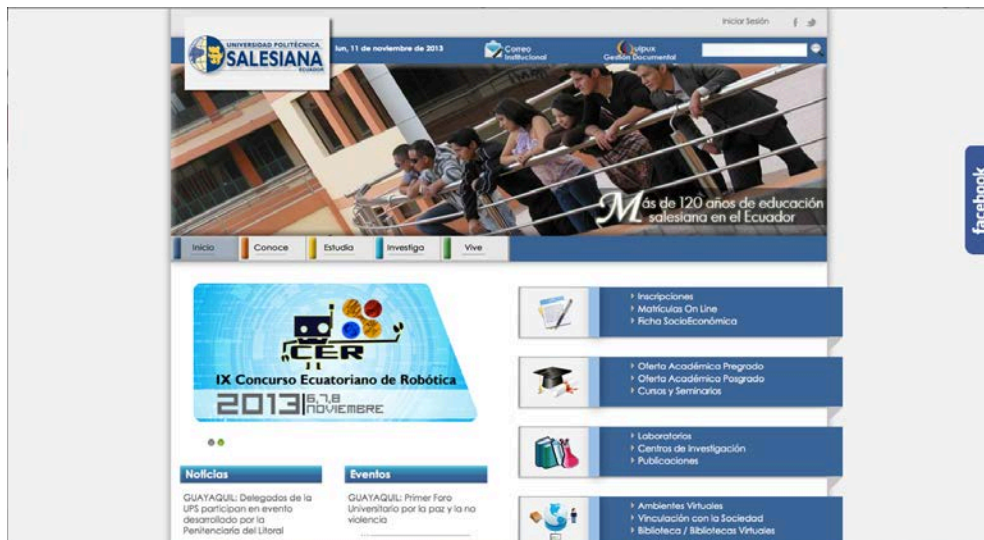 Iniciar Sesión
UNIVERSIDAD POLITÉCNICA
SALESIANA
ECUADOR
lun, 11 de noviembre de 2013
Correo
Institucional
Quipux
Gestión Documental
Más de 120 años de educación
salesiana en el Ecuador
facebook
Inicio
Conoce
Estudia
Investiga
Vive
CER
IX Concurso Ecuatoriano de Robótica
2013 6,7,8
NOVIEMBRE
Inscripciones
Matrículas On Line
Ficha SocioEconómica
Oferta Académica Pregrado
Oferta Académica Posgrado
Cursos y Seminarios
Laboratorios
Centros de Investigación
Publicaciones
Ambientes Virtuales
Vinculación con la Sociedad
Biblioteca / Bibliotecas Virtuales
Noticias
GUAYAQUIL: Delegados de la
UPS participan en evento
desarrollado por la
Penitenciaría del Litoral
Eventos
GUAYAQUIL: Primer Foro
Universitario por la paz y la no
violencia